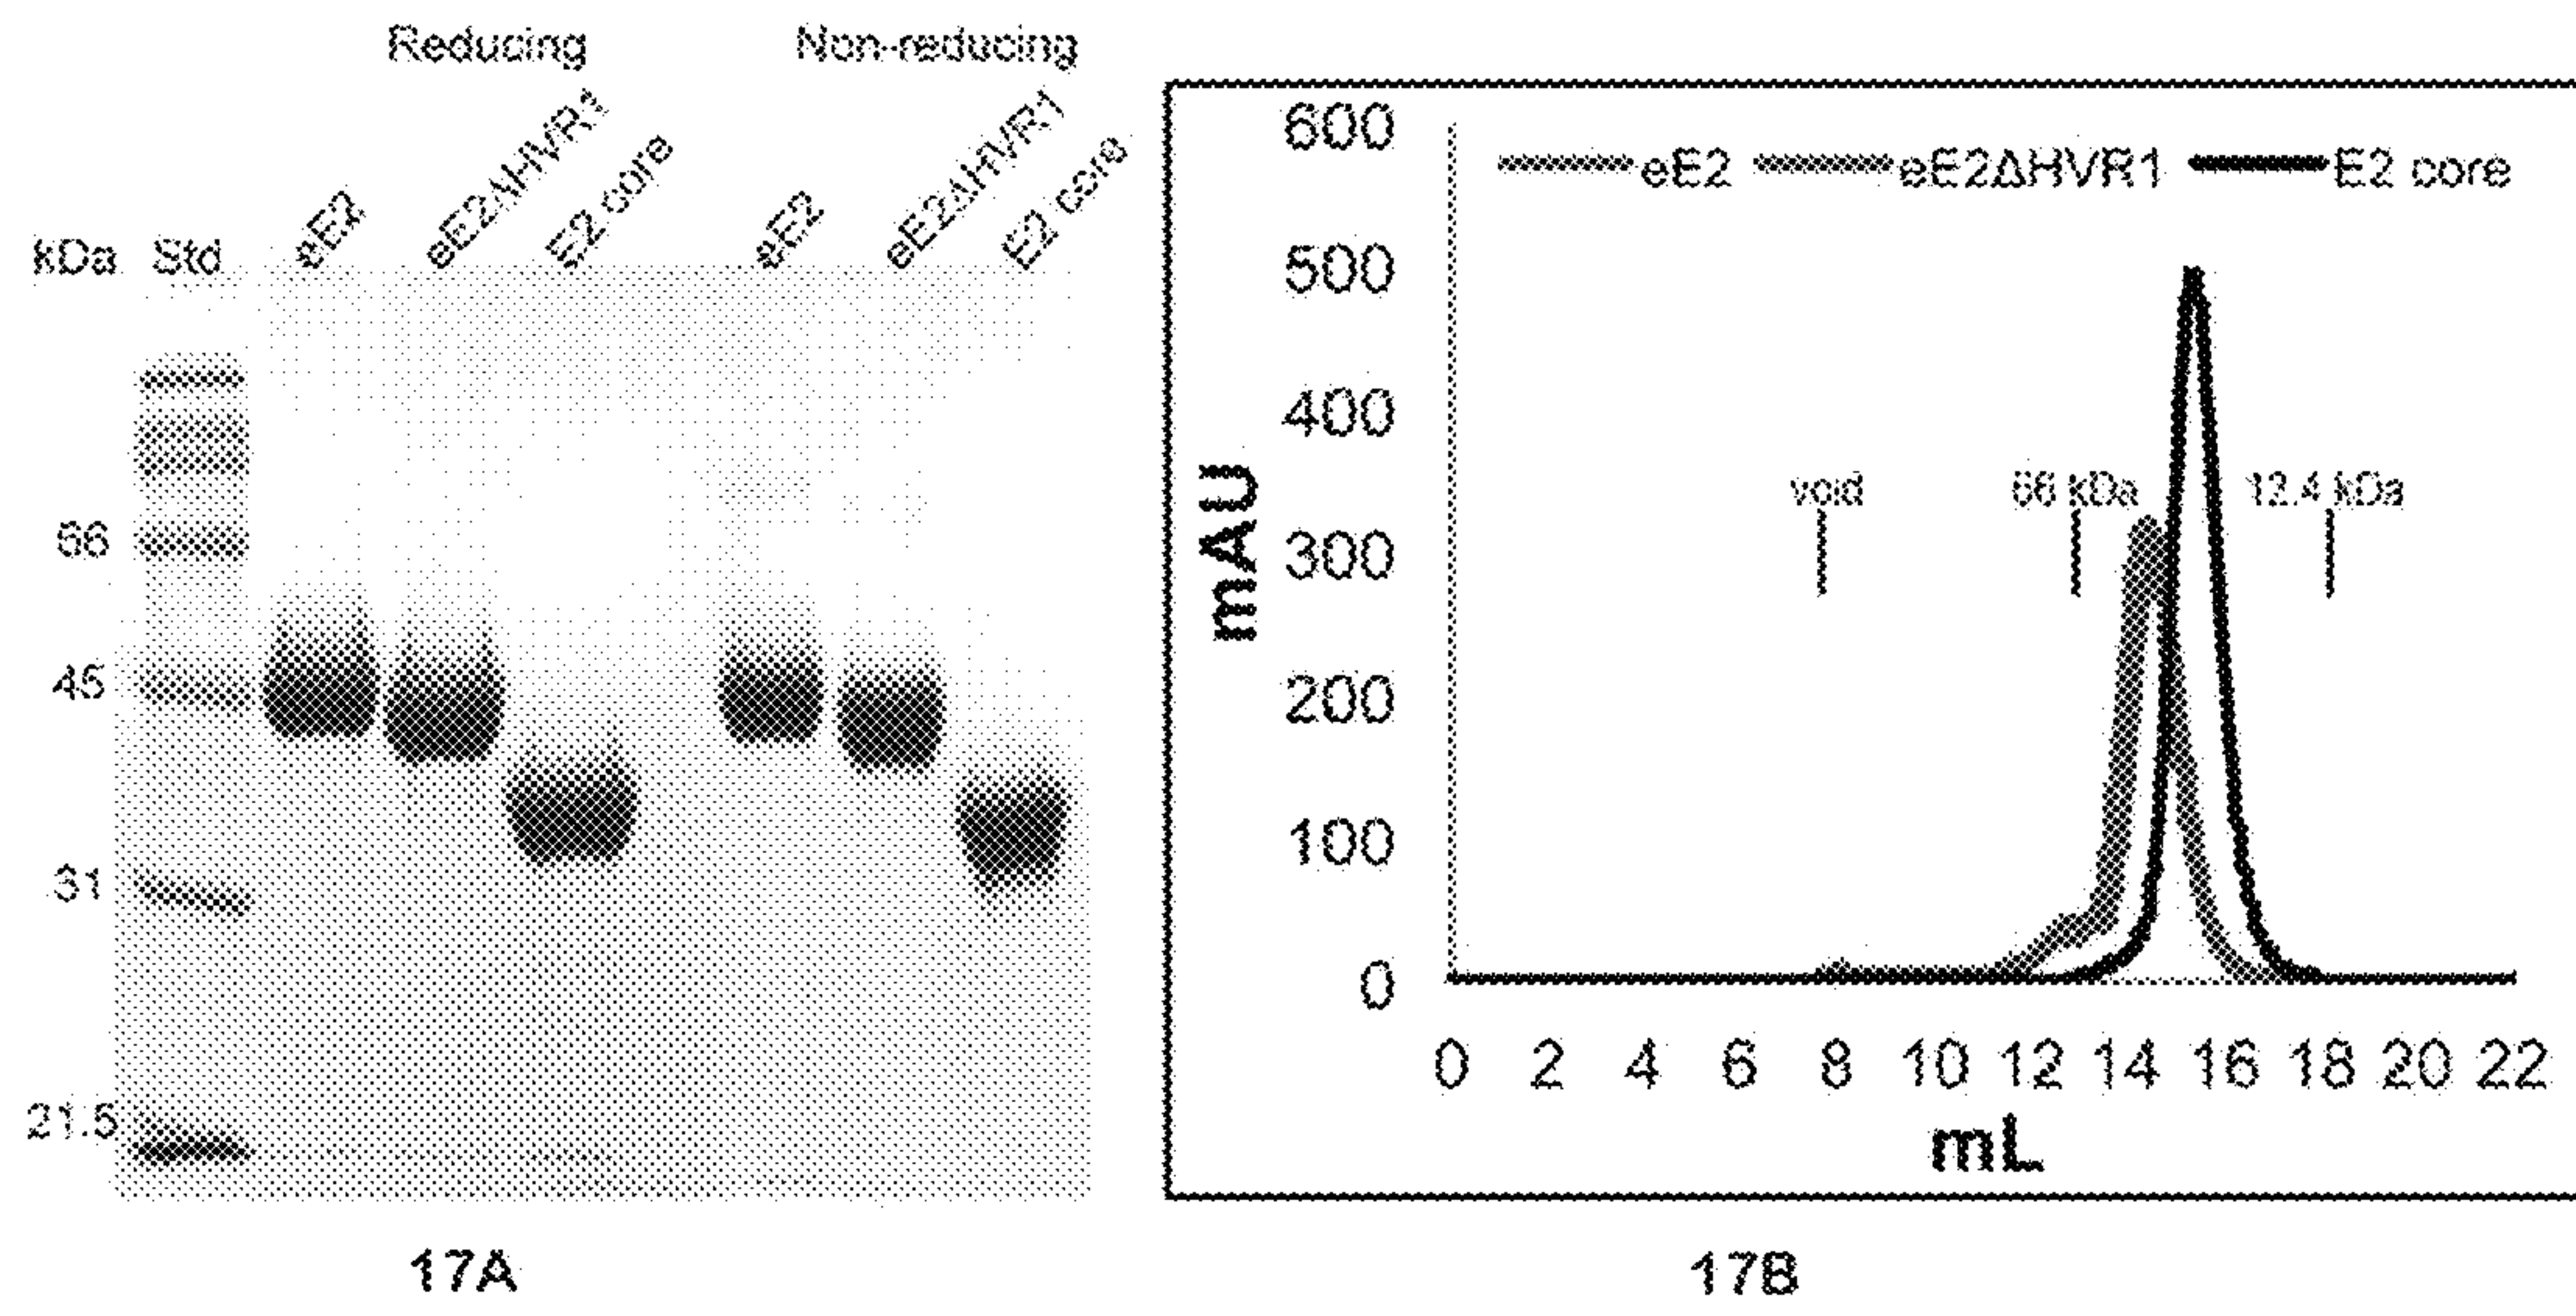 Reducing Non-reducing
kDa Std eE2 eE2ΔHVR1 E2 core eE2 eE2ΔHVR1 E2 core
66
45
31
21.5
17A
600
500
400
300
200
100
0
mAU
eE2 eE2ΔHVR1 E2 core
void 66 kDa 12.4 kDa
0 2 4 6 8 10 12 14 16 18 20 22
mL
17B